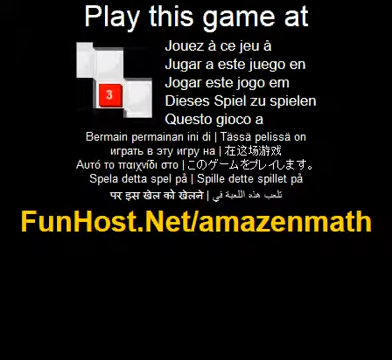 Play this game at
3
Jouez à ce jeu à
Jugar a este juego en
Jogar este jogo em
Dieses Spiel zu spielen
Questo gioco a
Bermain permainan ini di | Tässä pelissä on
играть в эту игру на | 在这场游戏
Αυτό το παιχνίδι στο | このゲームをプレイします。
Spela detta spel på | Spille dette spillet på
पर इस खेल को खेलने | تلعب هذه اللعبة في
FunHost.Net/amazenmath